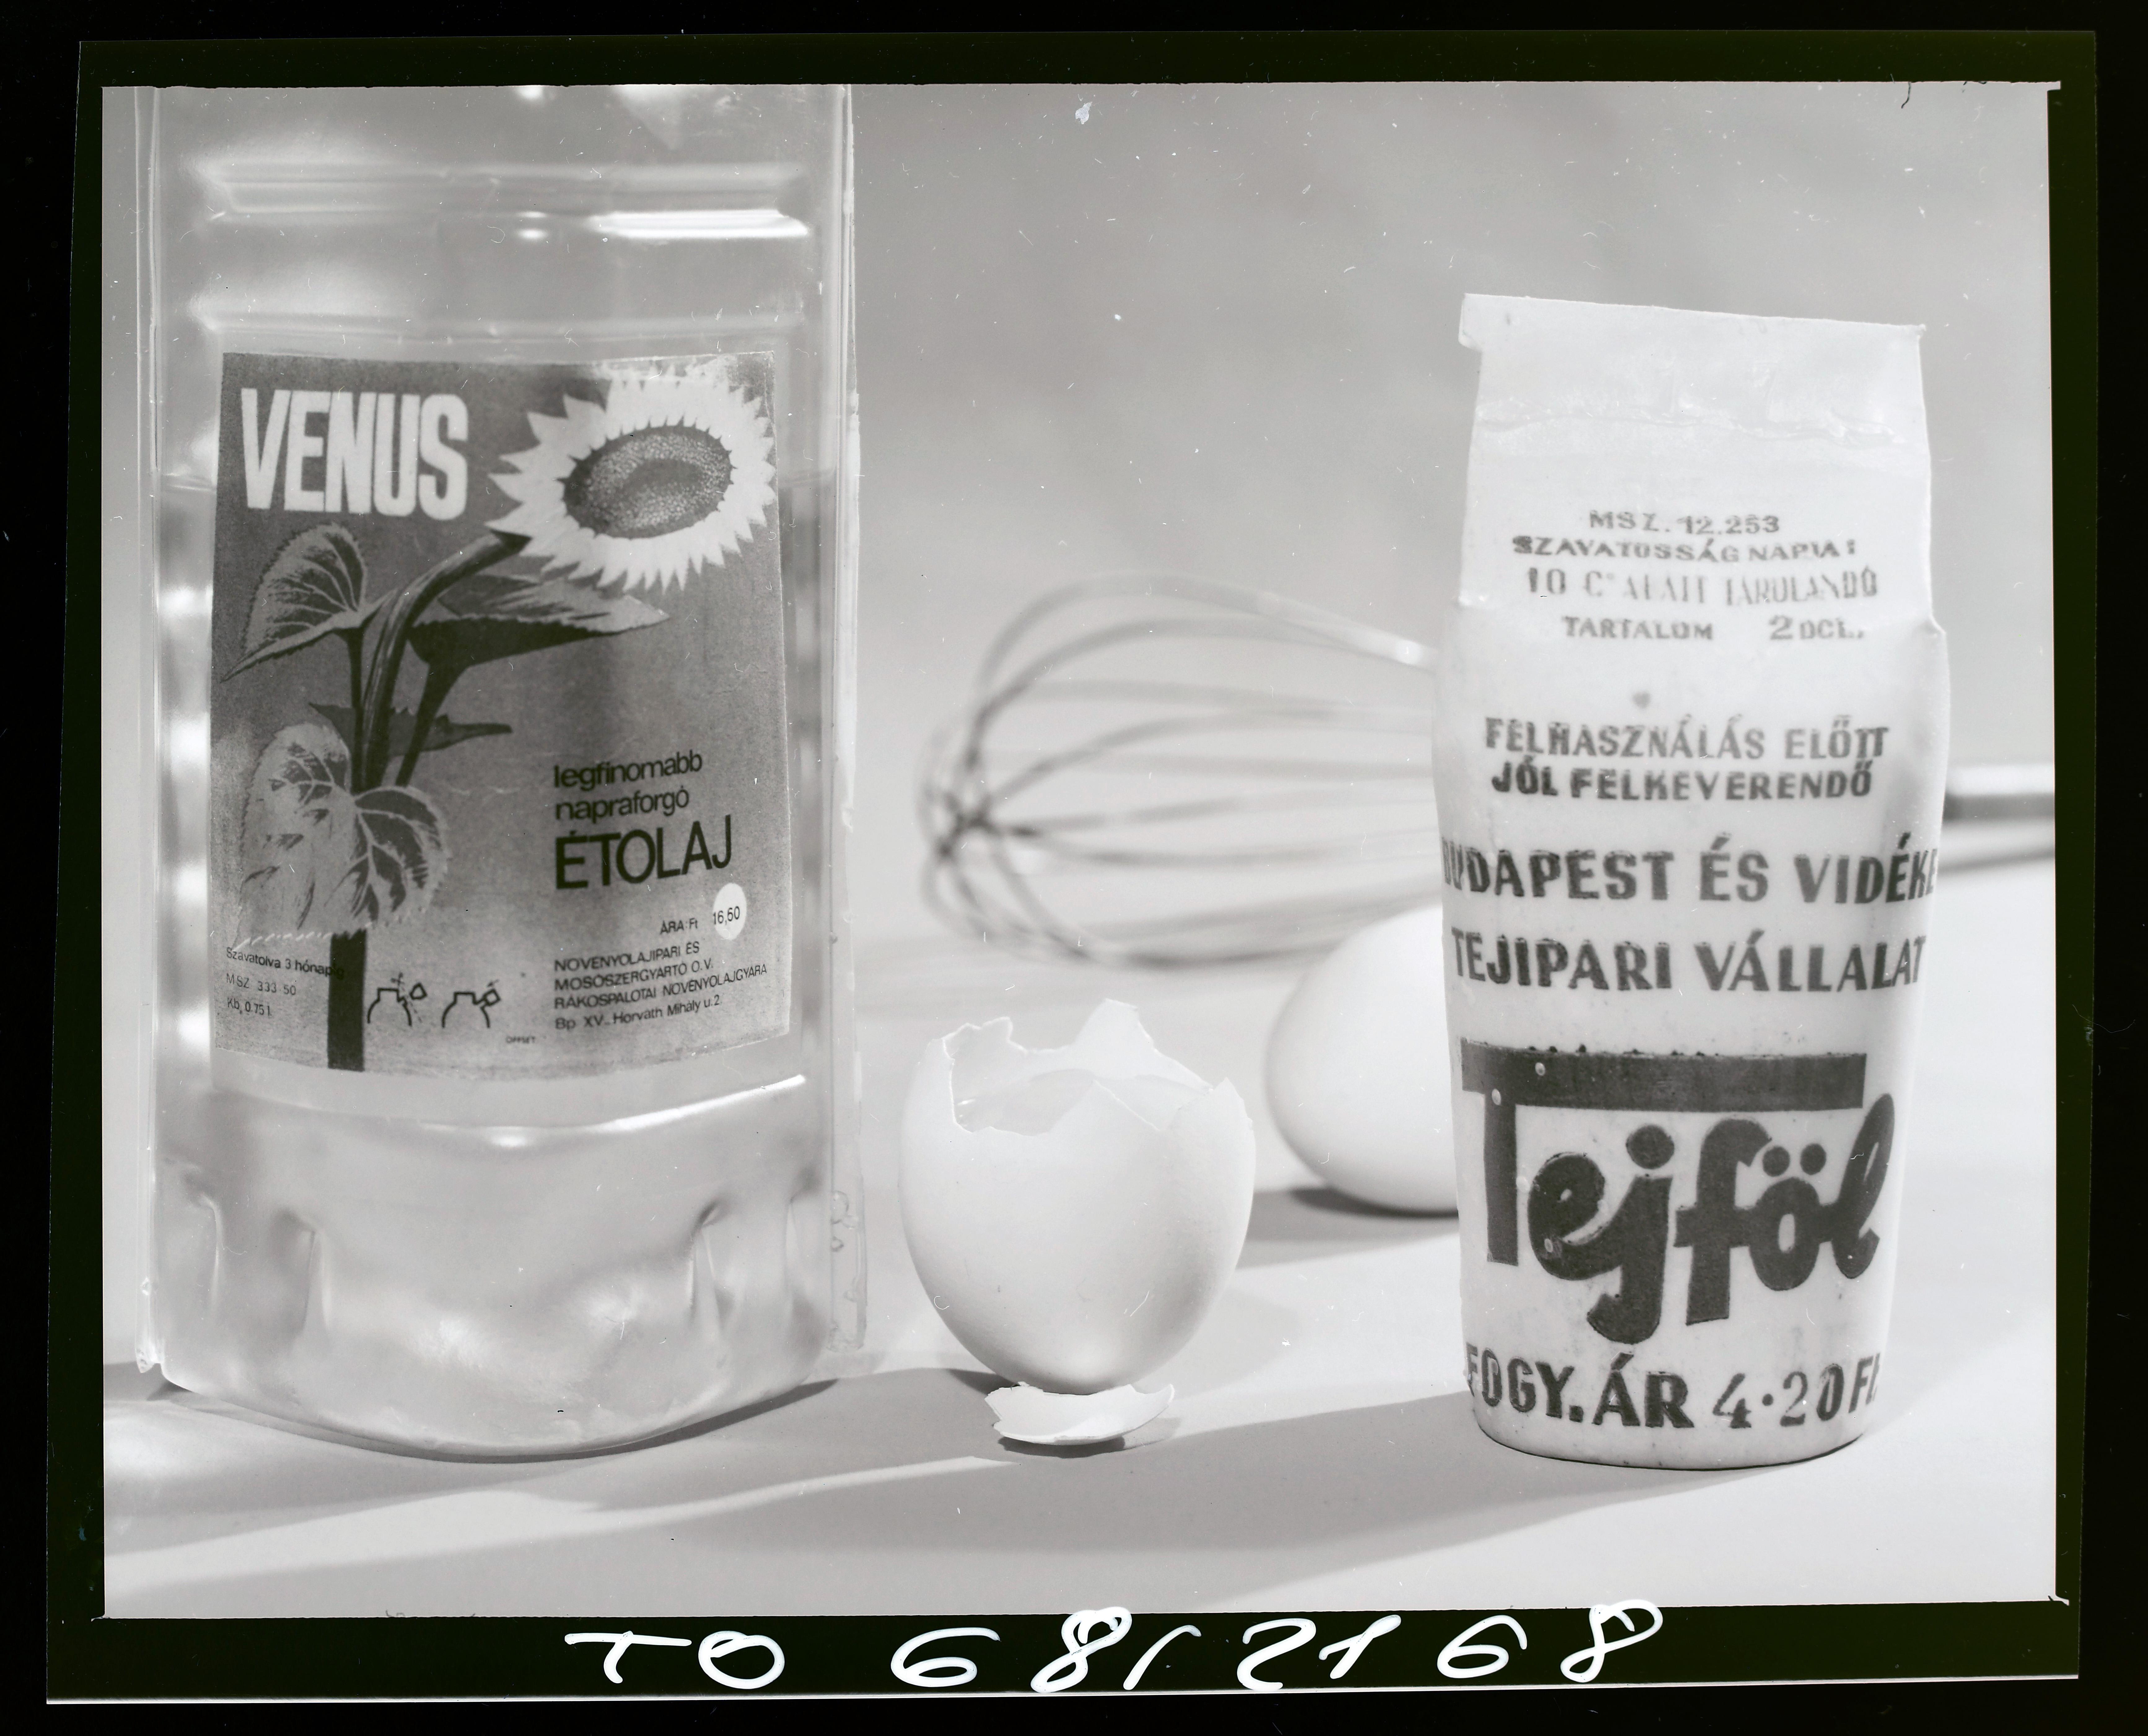 VENUS
legfinomabb
napraforgó
ÉTOLAJ
ÁRA: Ft 16,60
Szavatolva 3 hónapig
MSZ 333 50
Kb. 0.75 l
NÖVÉNYOLAJIPARI ÉS
MOSÓSZERGYÁRTÓ O.V.
RÁKOSPALOTAI NÖVÉNYOLAJGYÁRA
Bp. XV., Horváth Mihály u. 2.
OFFSET
MSZ. 12.253
SZAVATOSSÁG NAPJA:
10 C° ALATT TÁROLANDÓ
TARTALOM 2 DCL.
FELHASZNÁLÁS ELŐTT
JÓL FELKEVERENDŐ
BUDAPEST ÉS VIDÉKE
TEJIPARI VÁLLALAT
Tejföl
FOGY. ÁR 4·20 Ft
TO 68/2168